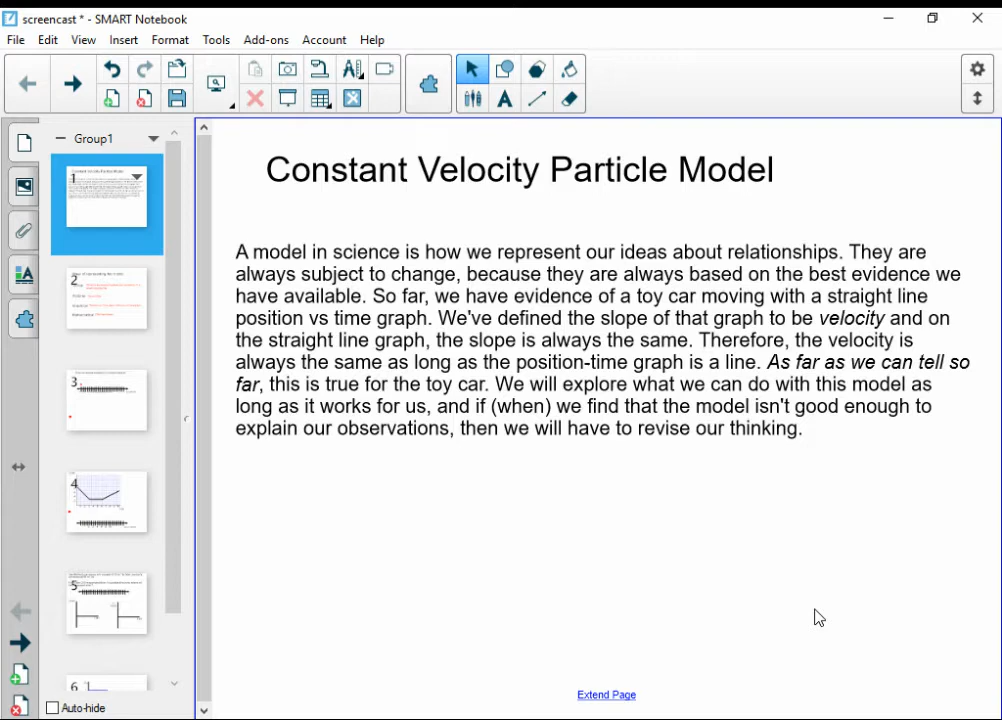 screencast * - SMART Notebook
File Edit View Insert Format Tools Add-ons Account Help
Group1
1
2
3
4
5
6
Auto-hide
Constant Velocity Particle Model
A model in science is how we represent our ideas about relationships. They are
always subject to change, because they are always based on the best evidence we
have available. So far, we have evidence of a toy car moving with a straight line
position vs time graph. We've defined the slope of that graph to be velocity and on
the straight line graph, the slope is always the same. Therefore, the velocity is
always the same as long as the position-time graph is a line. As far as we can tell so
far, this is true for the toy car. We will explore what we can do with this model as
long as it works for us, and if (when) we find that the model isn't good enough to
explain our observations, then we will have to revise our thinking.
Extend Page